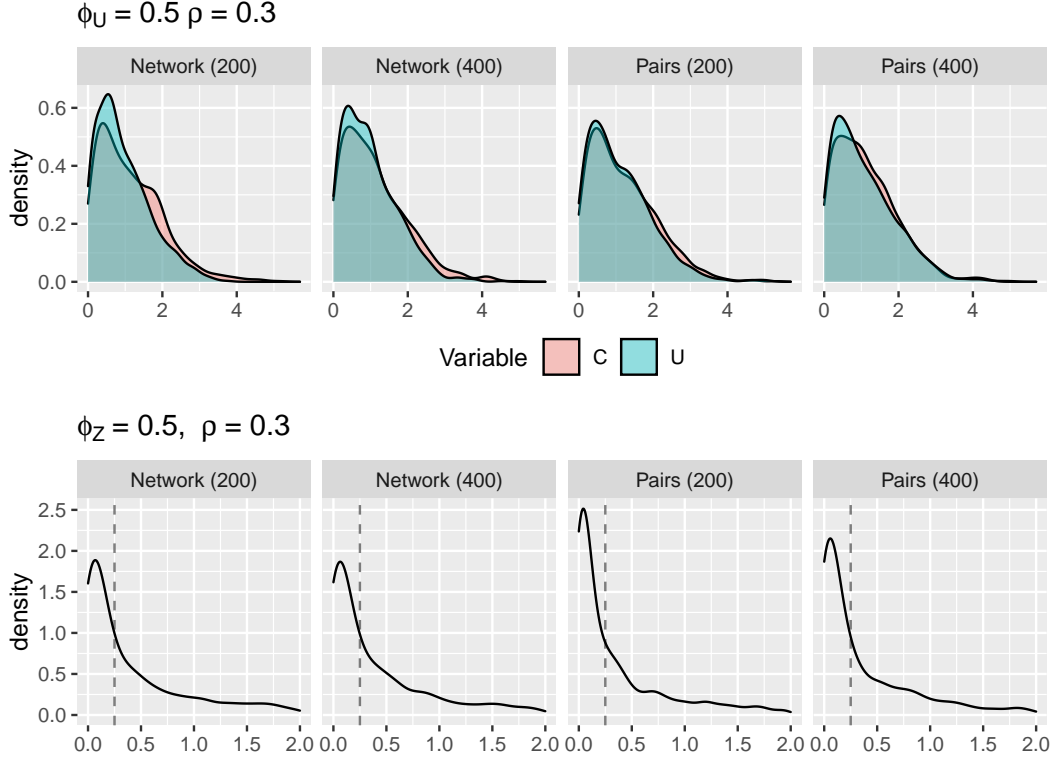 ϕU = 0.5 ρ = 0.3
Network (200) Network (400) Pairs (200) Pairs (400)
density
0.6
0.4
0.2
0.0
0 2 4 0 2 4 0 2 4 0 2 4
Variable C U
ϕZ = 0.5, ρ = 0.3
Network (200) Network (400) Pairs (200) Pairs (400)
density
2.5
2.0
1.5
1.0
0.5
0.0
0.0 0.5 1.0 1.5 2.0 0.0 0.5 1.0 1.5 2.0 0.0 0.5 1.0 1.5 2.0 0.0 0.5 1.0 1.5 2.0